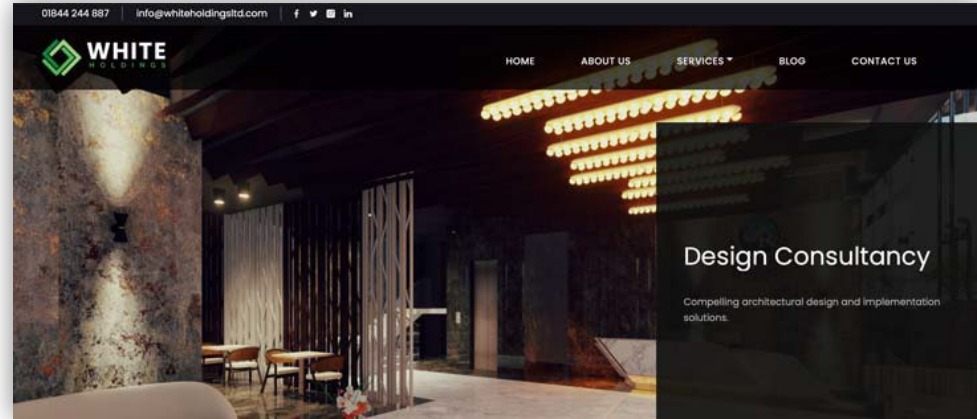 01844 244 887 info@whiteholdingsltd.com
WHITE
HOLDINGS
HOME ABOUT US SERVICES BLOG CONTACT US
Design Consultancy
Compelling architectural design and implementation
solutions.